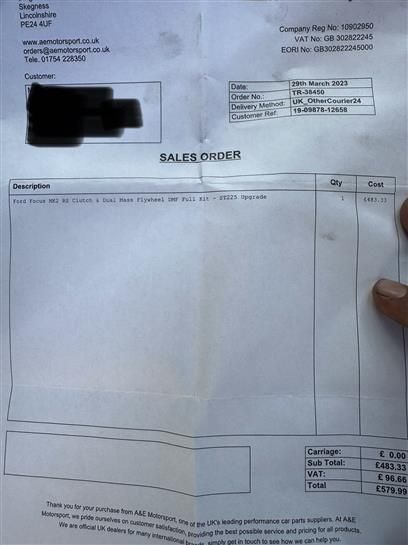 Skegness
Lincolnshire
PE24 4UF
www.aemotorsport.co.uk
orders@aemotorsport.co.uk
Tele. 01754 228350
Company Reg No: 10902950
VAT No: GB 302822245
EORI No: GB302822245000
Customer:
Date: 29th March 2023
Order No.: TR-38450
Delivery Method: UK_OtherCourier24
Customer Ref: 19-09878-12658
SALES ORDER
Description Qty Cost
Ford Focus MK2 RS Clutch & Dual Mass Flywheel DMF Full Kit - ST225 Upgrade 1 £483.33
Carriage: £ 0.00
Sub Total: £483.33
VAT: £ 96.66
Total £579.99
Thank you for your purchase from A&E Motorsport, one of the UK's leading performance car parts suppliers. At A&E
Motorsport, we pride ourselves on customer satisfaction, providing the best possible service and pricing for all products.
We are official UK dealers for many international simply get in touch to see how we can help you.